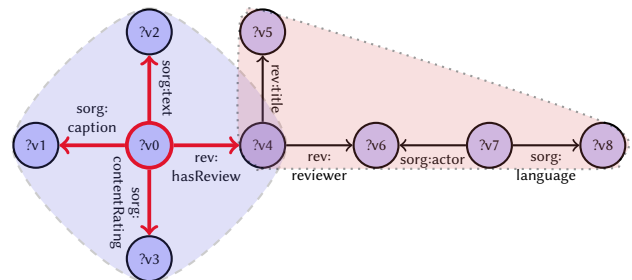 ?v2
?v5
sorg:text
rev:title
sorg:
caption
?v1
?v0
rev:
hasReview
?v4
rev:
reviewer
?v6
sorg:actor
?v7
sorg:
language
?v8
sorg:
contentRating
?v3